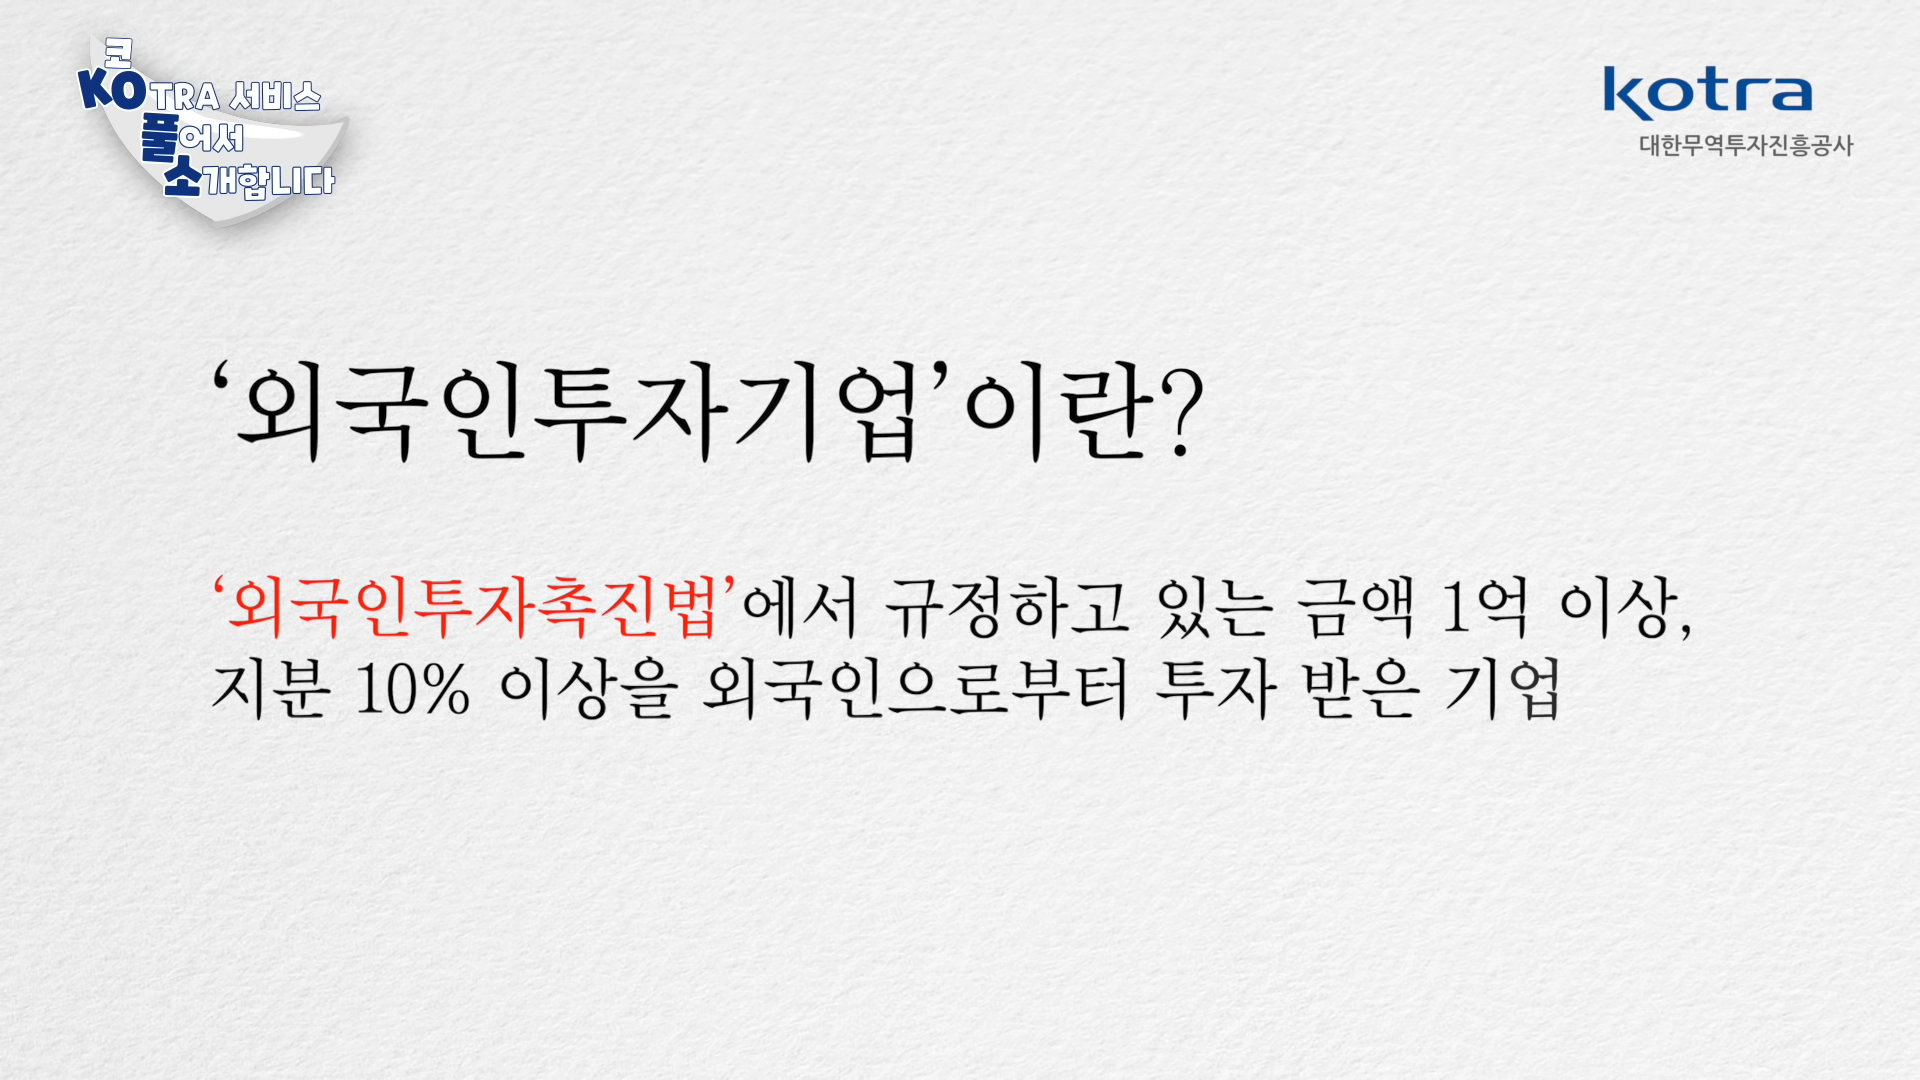 코
KOTRA 서비스
풀어서
소개합니다
kotra
대한무역투자진흥공사
‘외국인투자기업’이란?
‘외국인투자촉진법’에서 규정하고 있는 금액 1억 이상,
지분 10% 이상을 외국인으로부터 투자 받은 기업